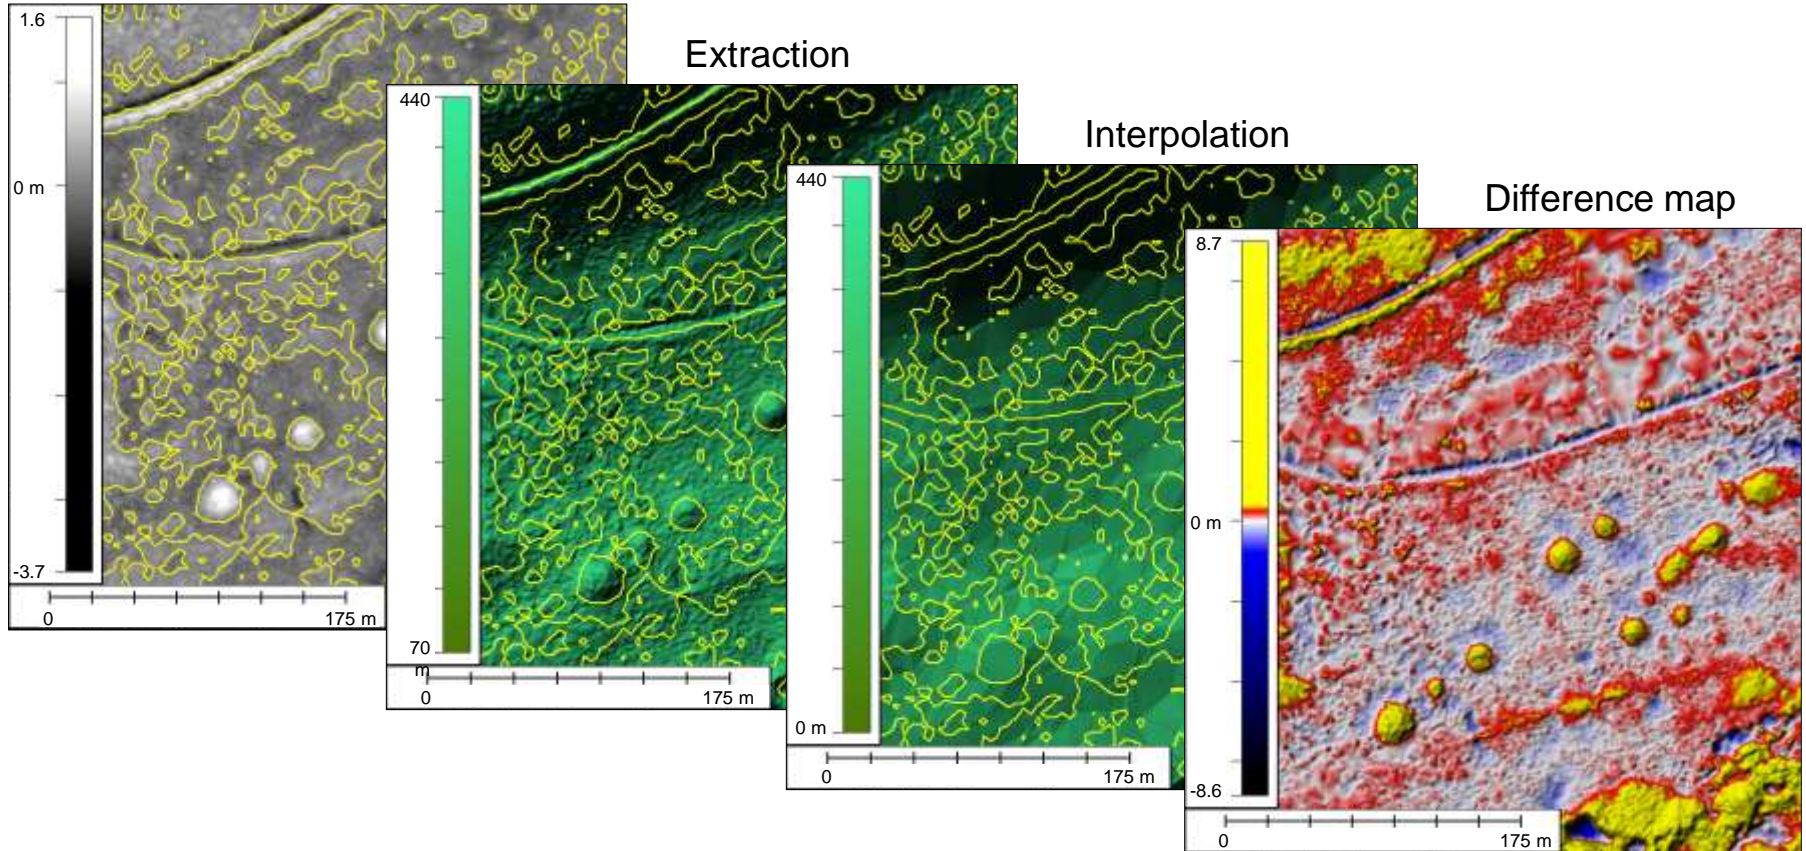 1.6
0 m
-3.7
0
175 m
Extraction
440
70
m
0
175 m
Interpolation
440
0 m
0
175 m
Difference map
8.7
0 m
-8.6
0
175 m